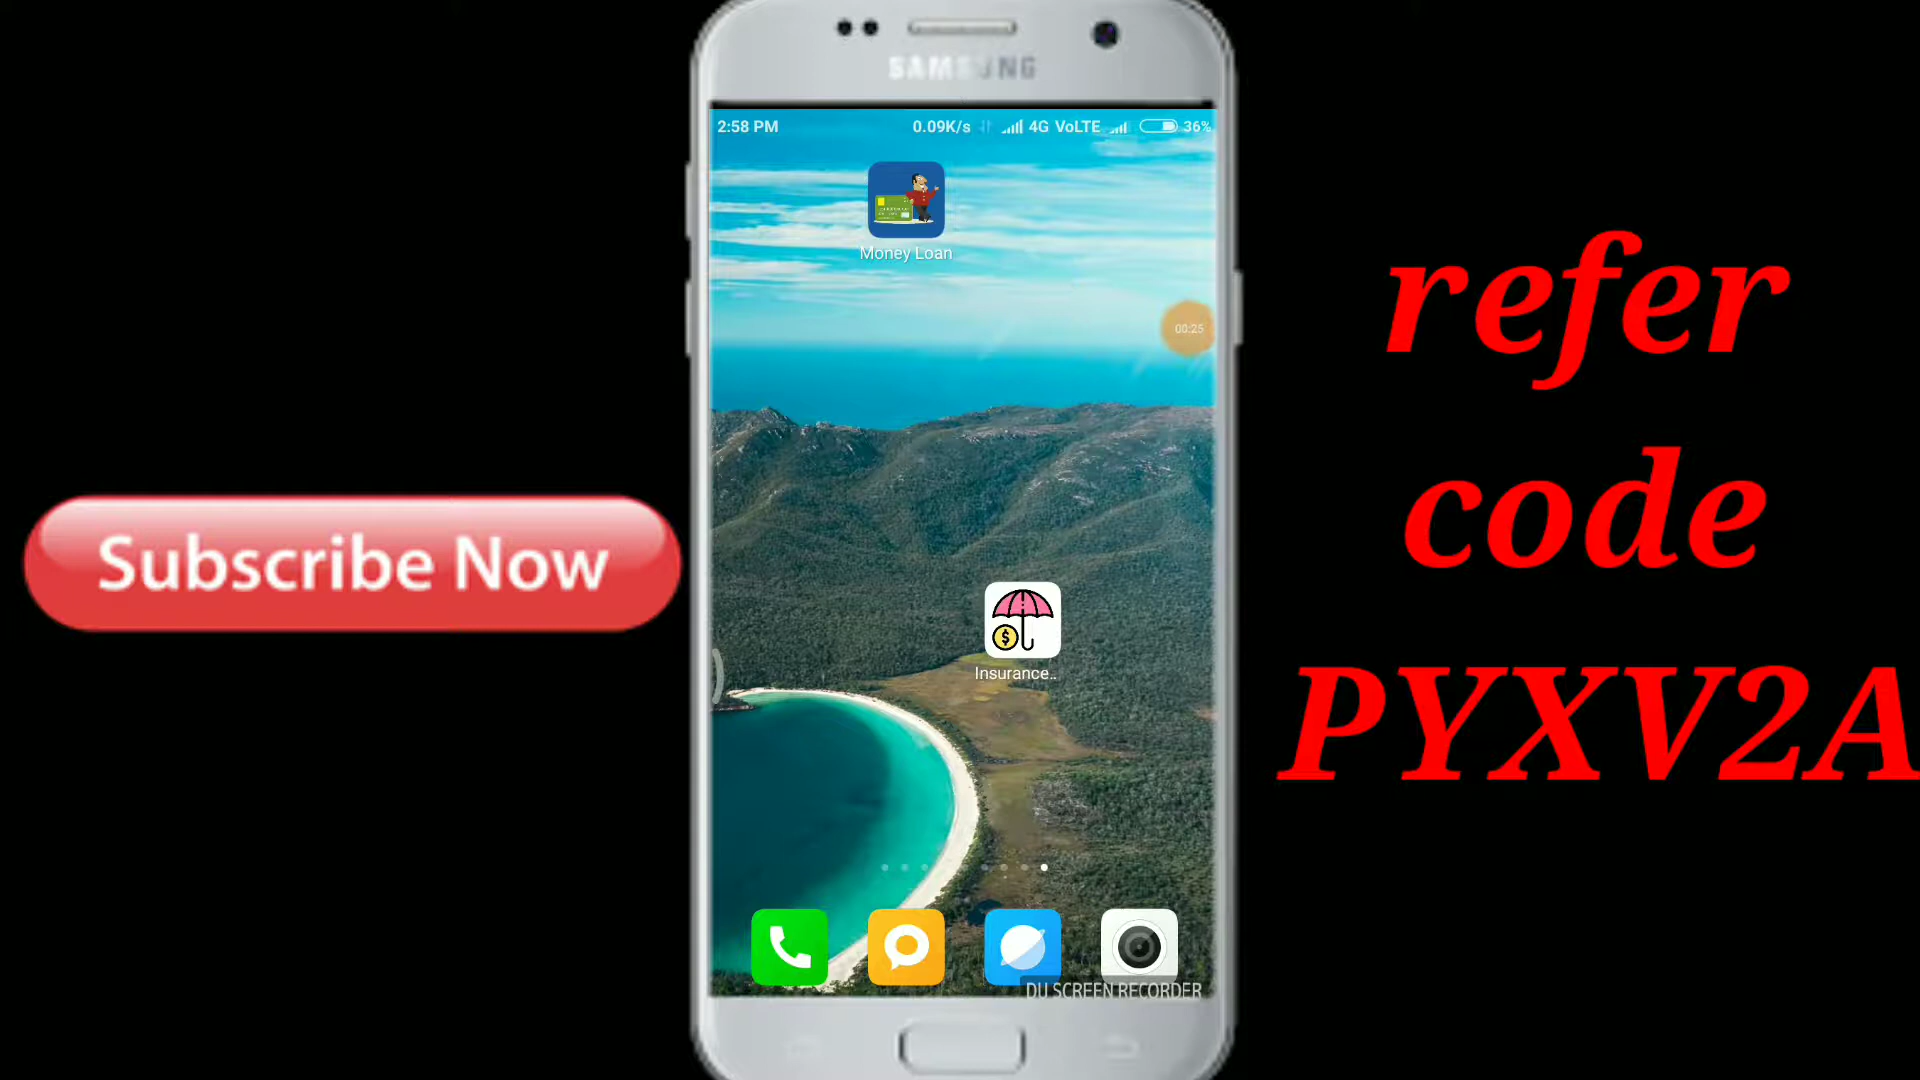 SAMSUNG
2:58 PM 0.09K/s 4G VoLTE 36%
Money Loan
00:25
refer
code
PYXV2A
Subscribe Now
Insurance..
DU SCREEN RECORDER